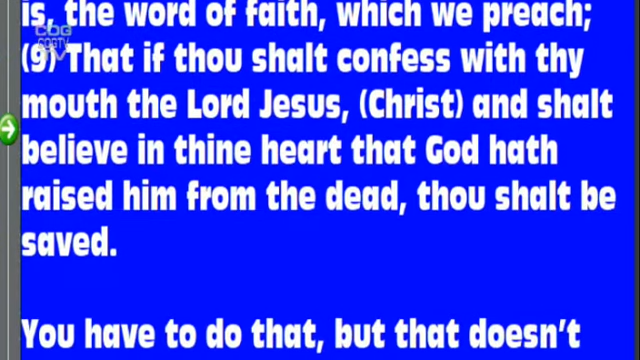 is, the word of faith, which we preach;
(9) That if thou shalt confess with thy
mouth the Lord Jesus, (Christ) and shalt
believe in thine heart that God hath
raised him from the dead, thou shalt be
saved.
You have to do that, but that doesn't